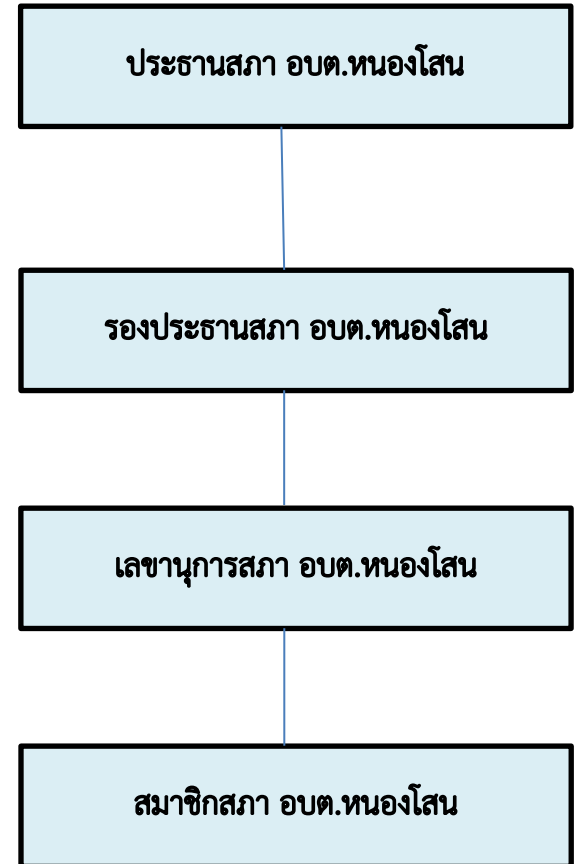 ประธานสภา อบต.หนองโสน
รองประธานสภา อบต.หนองโสน
เลขานุการสภา อบต.หนองโสน
สมาชิกสภา อบต.หนองโสน